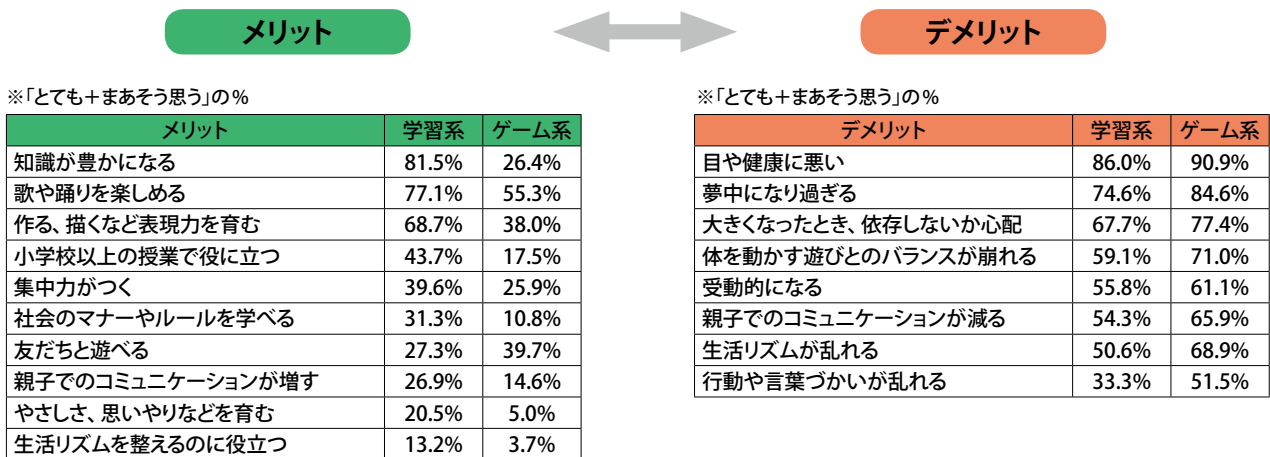 メリット
デメリット
※「とても＋まあそう思う」の％
メリット 学習系 ゲーム系
知識が豊かになる 81.5% 26.4%
歌や踊りを楽しめる 77.1% 55.3%
作る、描くなど表現力を育む 68.7% 38.0%
小学校以上の授業で役に立つ 43.7% 17.5%
集中力がつく 39.6% 25.9%
社会のマナーやルールを学べる 31.3% 10.8%
友だちと遊べる 27.3% 39.7%
親子でのコミュニケーションが増す 26.9% 14.6%
やさしさ、思いやりなどを育む 20.5% 5.0%
生活リズムを整えるのに役立つ 13.2% 3.7%
※「とても＋まあそう思う」の％
デメリット 学習系 ゲーム系
目や健康に悪い 86.0% 90.9%
夢中になり過ぎる 74.6% 84.6%
大きくなったとき、依存しないか心配 67.7% 77.4%
体を動かす遊びとのバランスが崩れる 59.1% 71.0%
受動的になる 55.8% 61.1%
親子でのコミュニケーションが減る 54.3% 65.9%
生活リズムが乱れる 50.6% 68.9%
行動や言葉づかいが乱れる 33.3% 51.5%